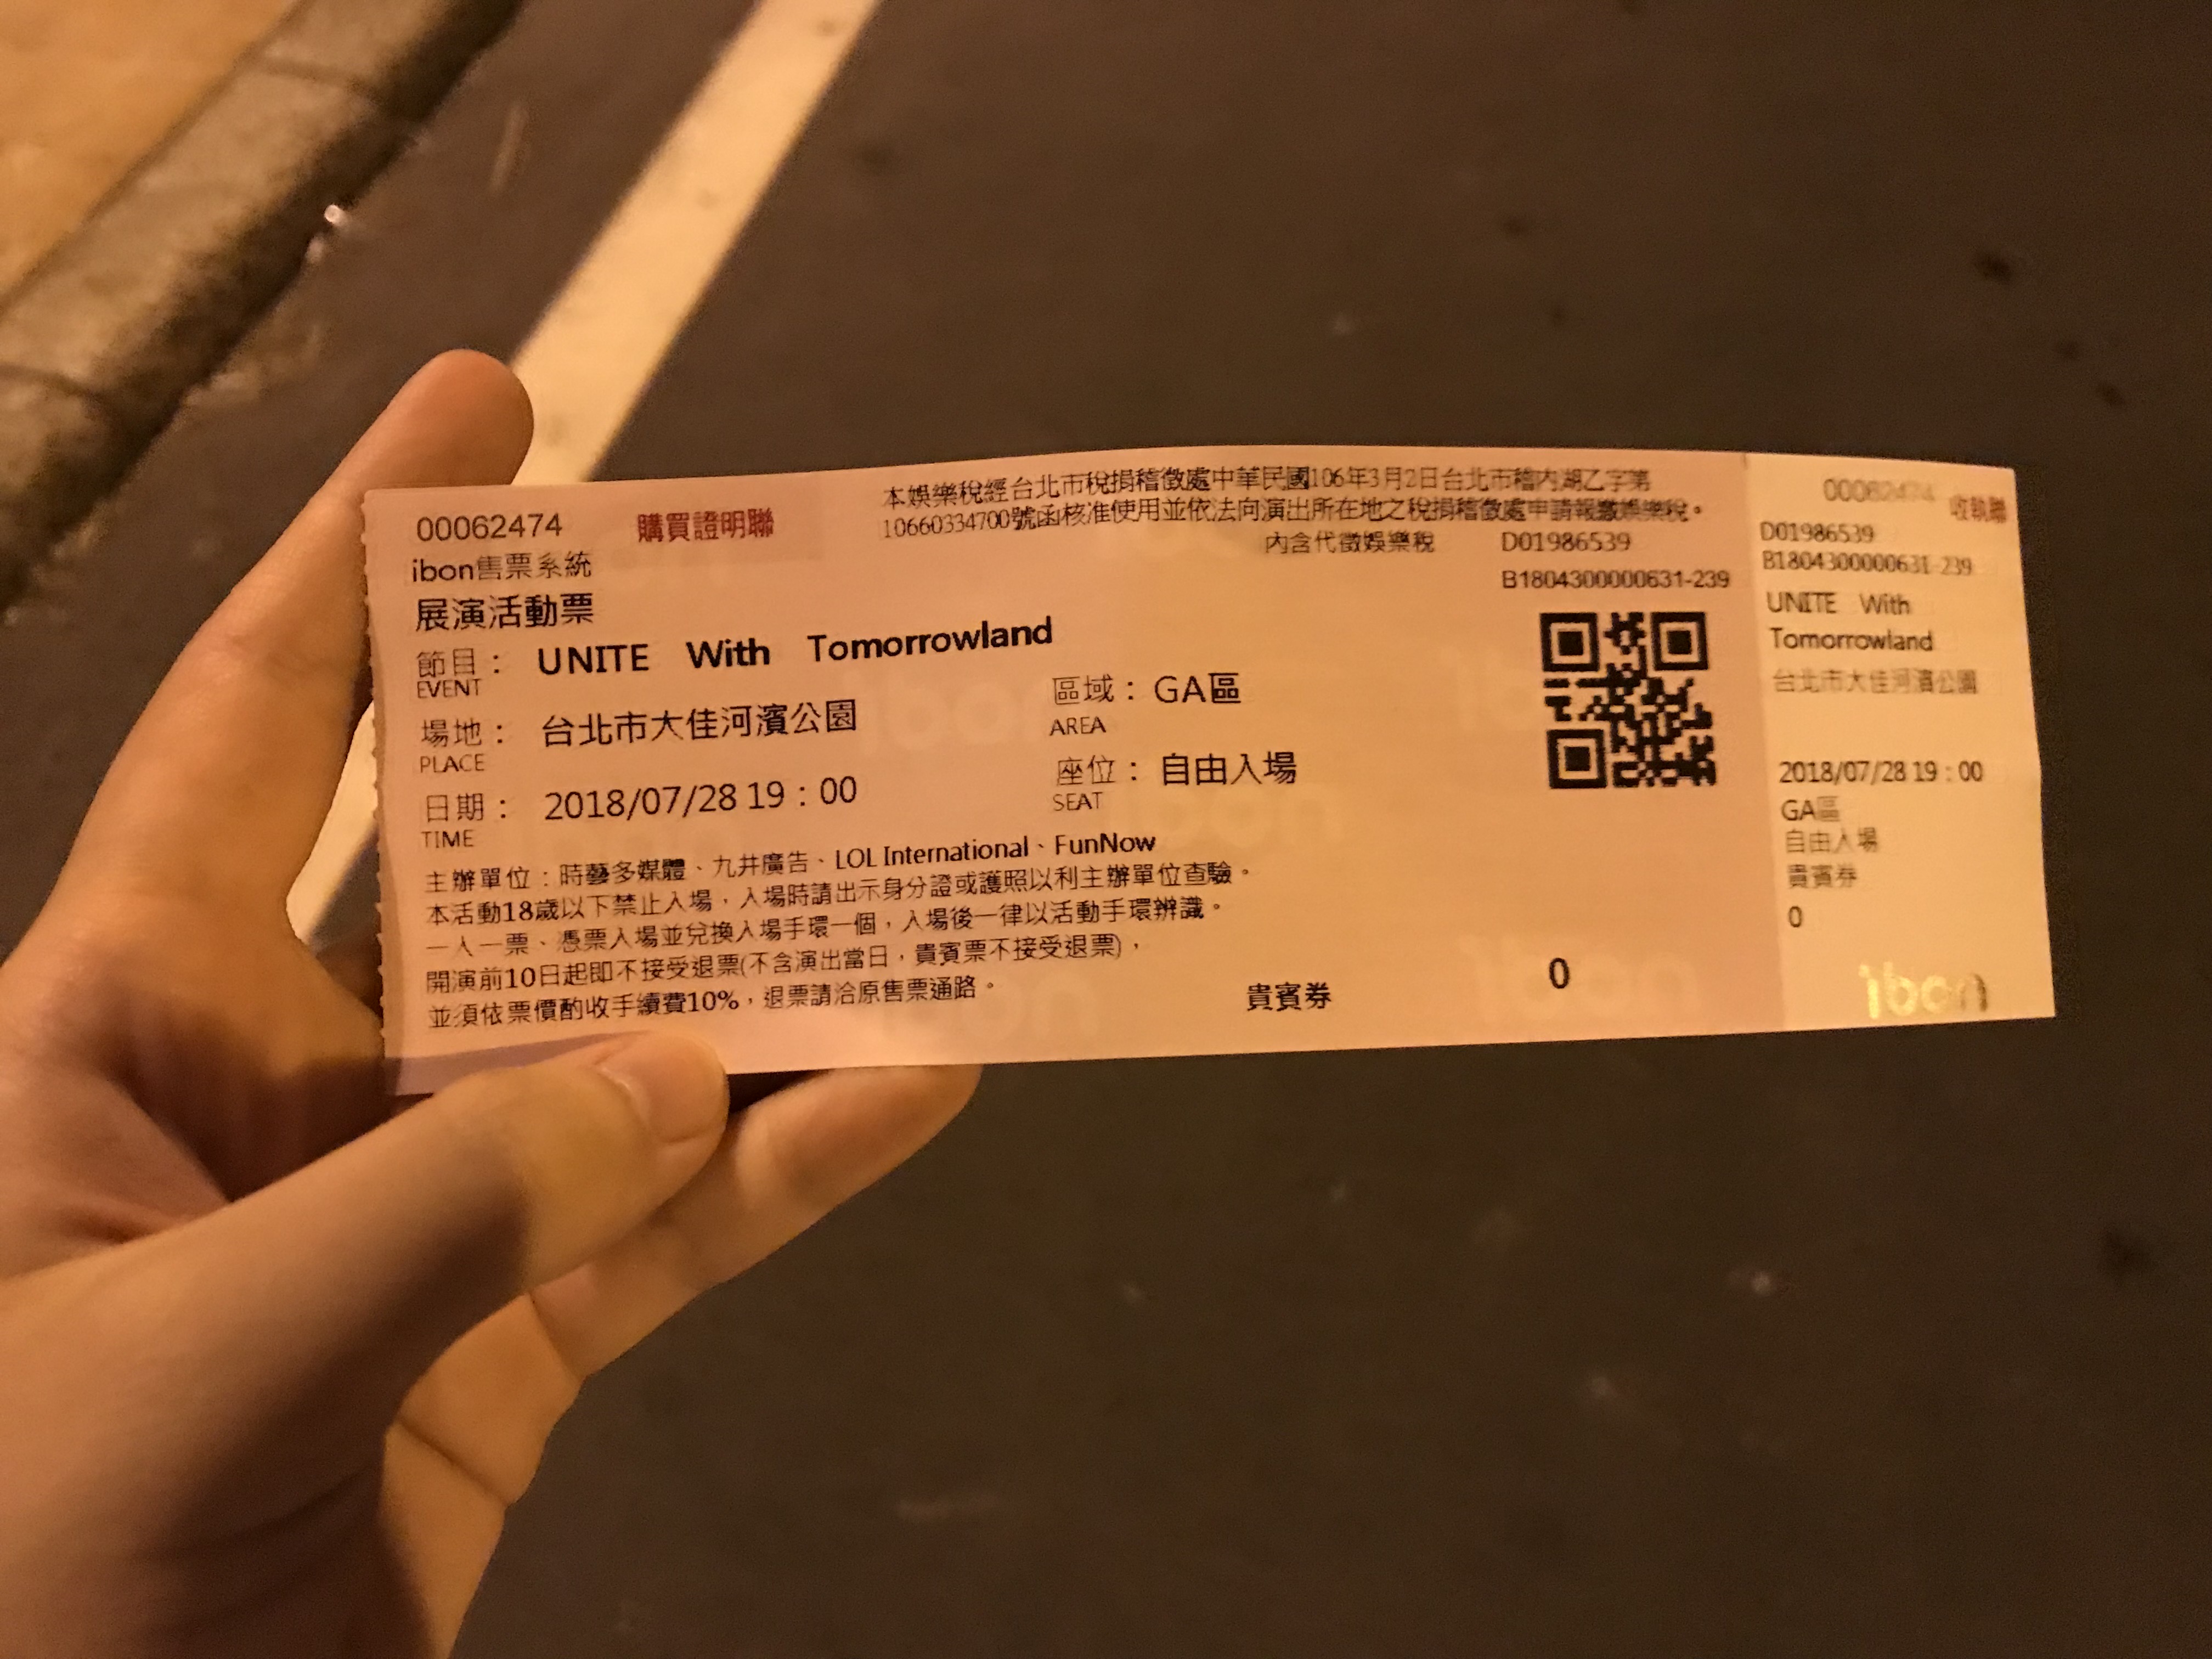 00062474
購買證明聯
本娛樂稅經台北市稅捐稽徵處中華民國106年3月2日台北市稽內湖乙字第
10660334700號函核准使用並依法向演出所在地之稅捐稽徵處申請報繳娛樂稅。
ibon售票系統
內含代徵娛樂稅
D01986539
B1804300000631-239
展演活動票
節目： UNITE With Tomorrowland
EVENT
場地： 台北市大佳河濱公園
PLACE
區域： GA區
AREA
日期： 2018/07/28 19：00
TIME
座位： 自由入場
SEAT
主辦單位：時藝多媒體、九井廣告、LOL International、FunNow
本活動18歲以下禁止入場，入場時請出示身分證或護照以利主辦單位查驗。
一人一票、憑票入場並兌換入場手環一個，入場後一律以活動手環辨識。
開演前10日起即不接受退票(不含演出當日，貴賓票不接受退票)，
並須依票價酌收手續費10%，退票請洽原售票通路。
貴賓券
0
00062474
收執聯
D01986539
B1804300000631-239
UNITE With
Tomorrowland
台北市大佳河濱公園
2018/07/28 19：00
GA區
自由入場
貴賓券
0
ibon